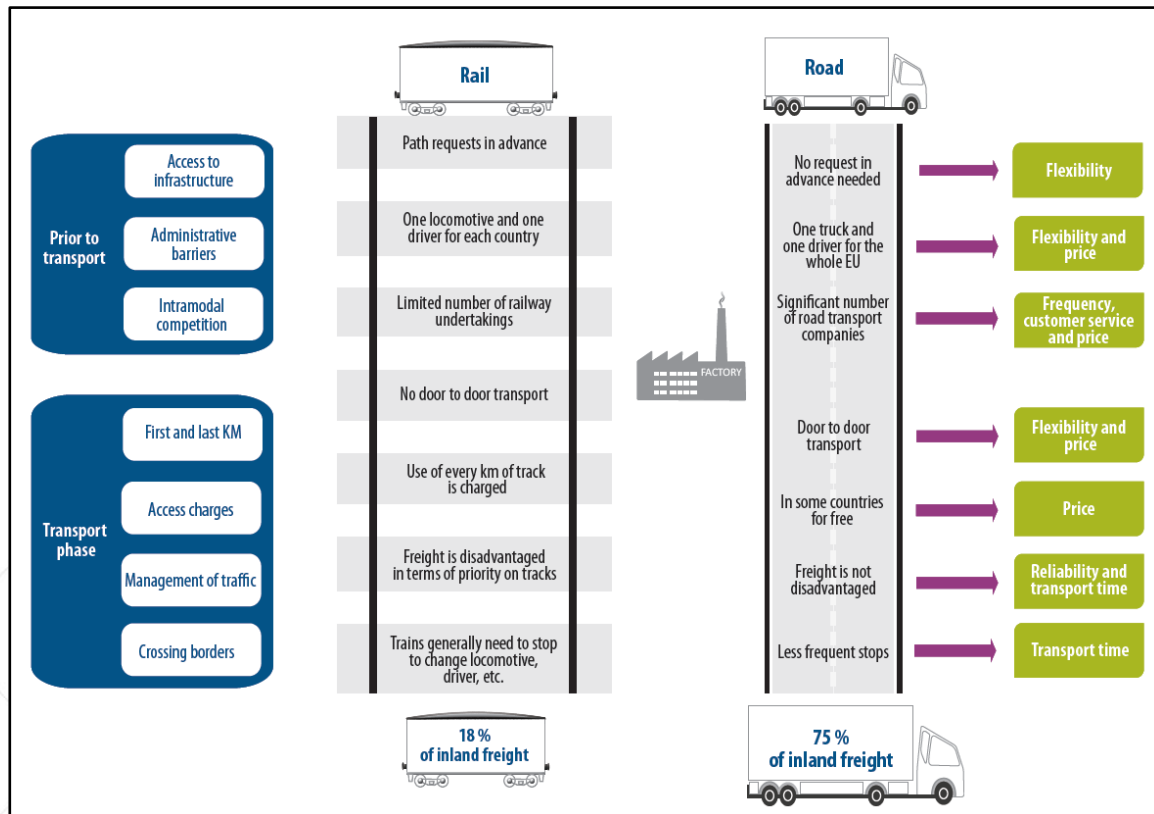 Rail
Road
Prior to
transport
Access to
infrastructure
Path requests in advance
No request in
advance needed
Flexibility
Administrative
barriers
One locomotive and one
driver for each country
One truck and
one driver for the
whole EU
Flexibility and
price
Intramodal
competition
Limited number of railway
undertakings
Significant number
of road transport
companies
Frequency,
customer service
and price
FACTORY
Transport
phase
First and last KM
No door to door transport
Door to door
transport
Flexibility and
price
Access charges
Use of every km of track
is charged
In some countries
for free
Price
Management of traffic
Freight is disadvantaged
in terms of priority on tracks
Freight is not
disadvantaged
Reliability and
transport time
Crossing borders
Trains generally need to stop
to change locomotive,
driver, etc.
Less frequent stops
Transport time
18 %
of inland freight
75 %
of inland freight